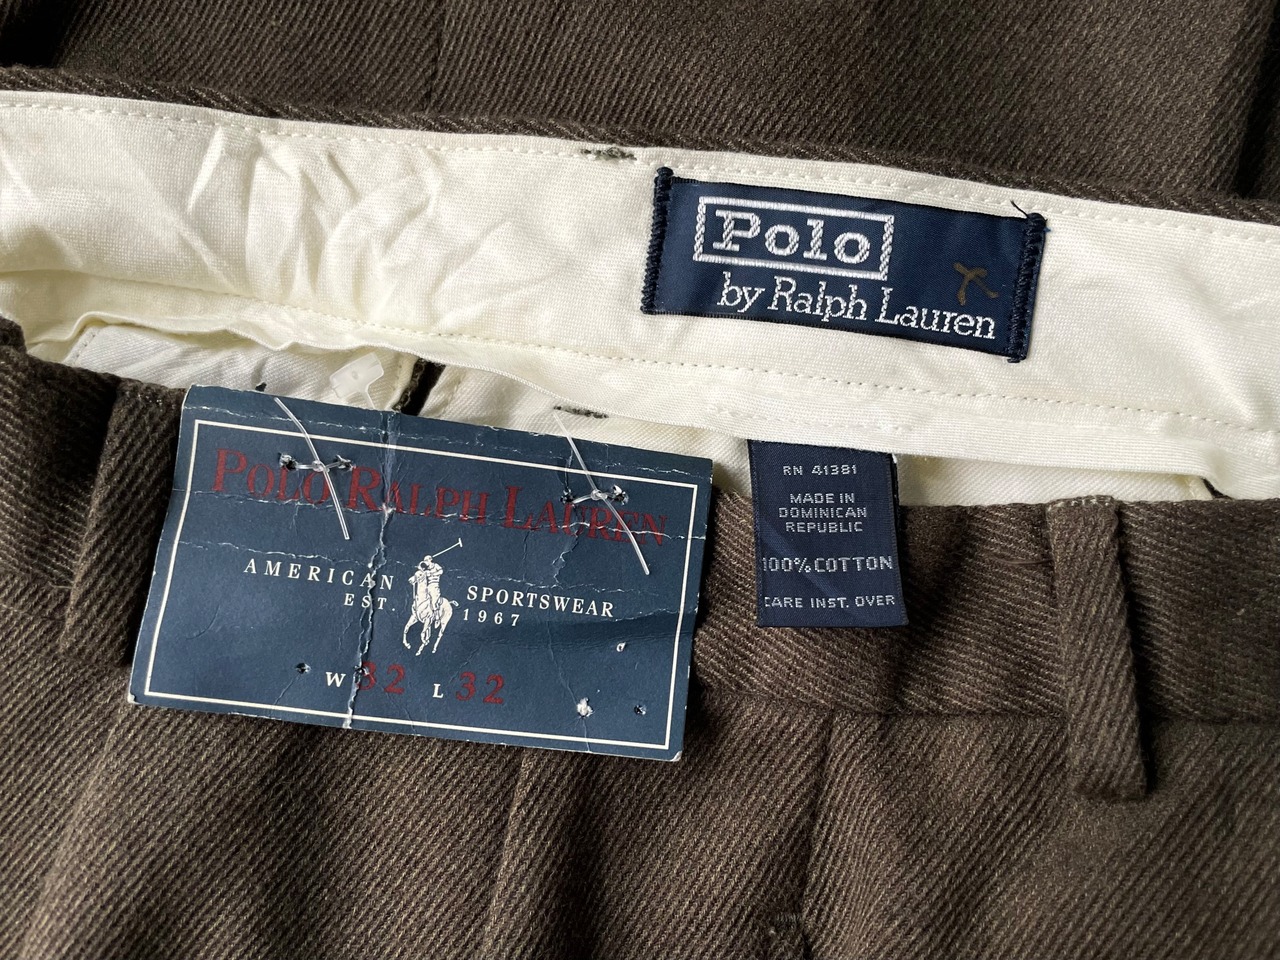 Polo
by Ralph Lauren
POLO RALPH LAUREN
AMERICAN SPORTSWEAR
EST. 1967
W 32 L 32
RN 41381
MADE IN
DOMINICAN
REPUBLIC
100% COTTON
CARE INST. OVER